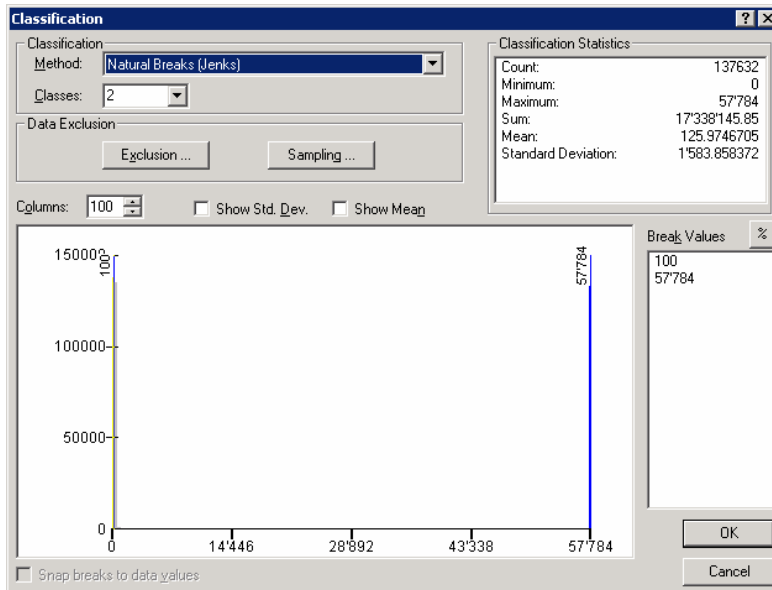 Classification
Classification
Method: Natural Breaks (Jenks)
Classes: 2
Data Exclusion
Exclusion ... Sampling ...
Classification Statistics
Count: 137632
Minimum: 0
Maximum: 57'784
Sum: 17'338'145.85
Mean: 125.9746705
Standard Deviation: 1'583.858372
Columns: 100 Show Std. Dev. Show Mean
Break Values %
100
57'784
150000
100000
50000
0
100
57'784
0 14'446 28'892 43'338 57'784
OK
Cancel
Snap breaks to data values